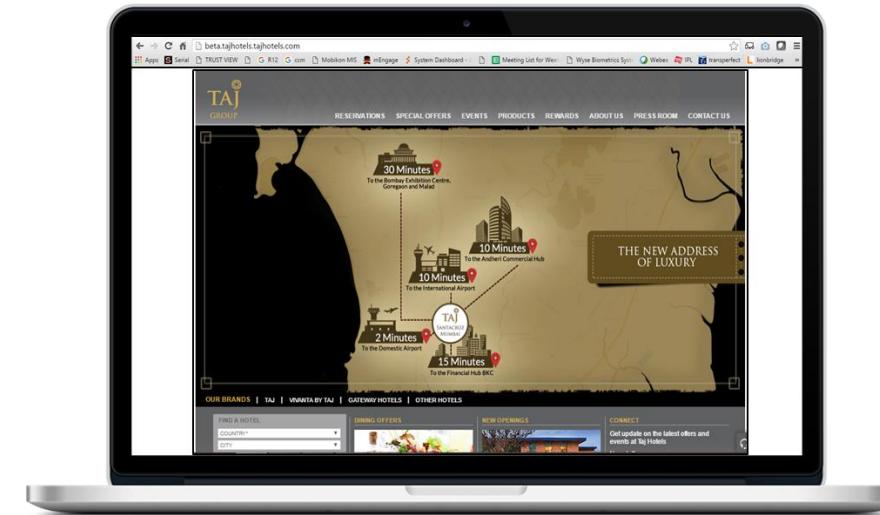 beta.tajhotels.tajhotels.com
Apps Serial TRUST VIEW G R12 G ccm Mobikon MIS mEngage System Dashboard - Meeting List for Wee Wyse Biometrics Syst Webex IPL transperfect lionbridge »
TAJ
GROUP
RESERVATIONS SPECIAL OFFERS EVENTS PRODUCTS REWARDS ABOUT US PRESS ROOM CONTACT US
30 Minutes
To the Bombay Exhibition Centre,
Goregaon and Malad
10 Minutes
To the Andheri Commercial Hub
THE NEW ADDRESS
OF LUXURY
10 Minutes
To the International Airport
TAJ
SANTACRUZ
MUMBAI
2 Minutes
To the Domestic Airport
15 Minutes
To the Financial Hub BKC
OUR BRANDS | TAJ | VIVANTA BY TAJ | GATEWAY HOTELS | OTHER HOTELS
FIND A HOTEL
COUNTRY*
CITY
DINING OFFERS
NEW OPENINGS
CONNECT
Get update on the latest offers and
events at Taj Hotels